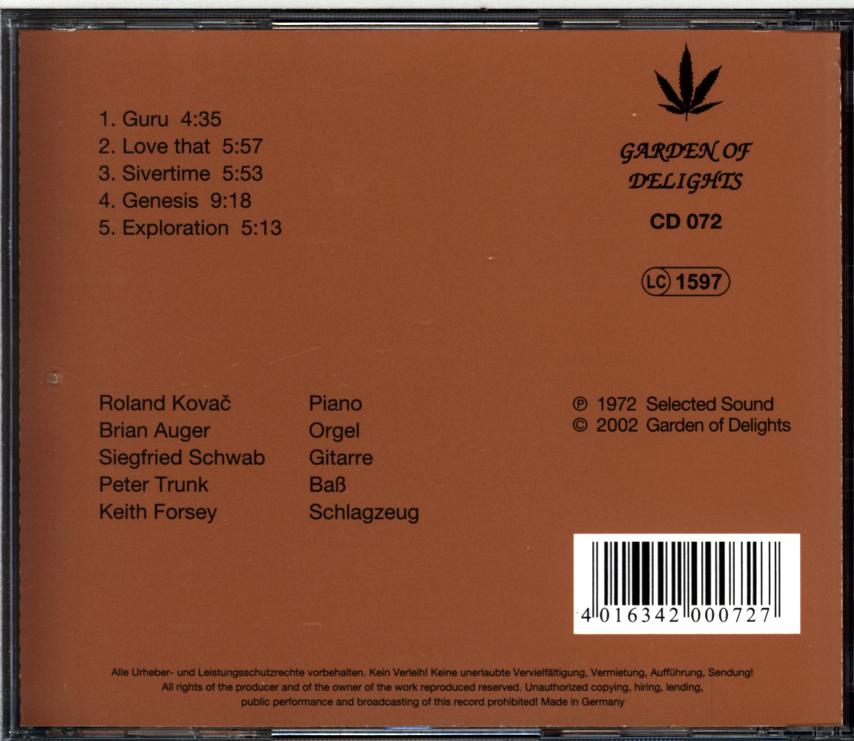 1. Guru 4:35
2. Love that 5:57
3. Sivertime 5:53
4. Genesis 9:18
5. Exploration 5:13
GARDEN OF
DELIGHTS
CD 072
LC 1597
Roland Kovač Piano
Brian Auger Orgel
Siegfried Schwab Gitarre
Peter Trunk Baß
Keith Forsey Schlagzeug
℗ 1972 Selected Sound
© 2002 Garden of Delights
4 016342 000727
Alle Urheber- und Leistungsschutzrechte vorbehalten. Kein Verleih! Keine unerlaubte Vervielfältigung, Vermietung, Aufführung, Sendung!
All rights of the producer and of the owner of the work reproduced reserved. Unauthorized copying, hiring, lending,
public performance and broadcasting of this record prohibited! Made in Germany